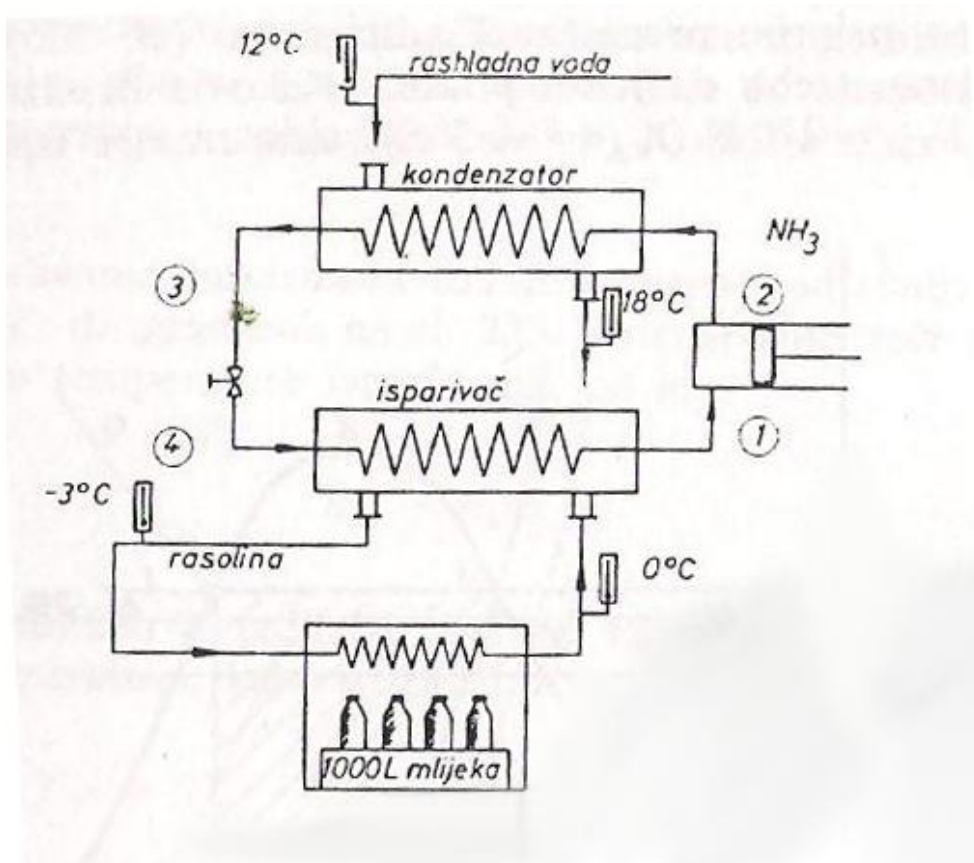 12°C
rashladna voda
kondenzator
NH₃
3
2
18°C
isparivač
4
1
-3°C
rasolina
0°C
1000L mlijeka